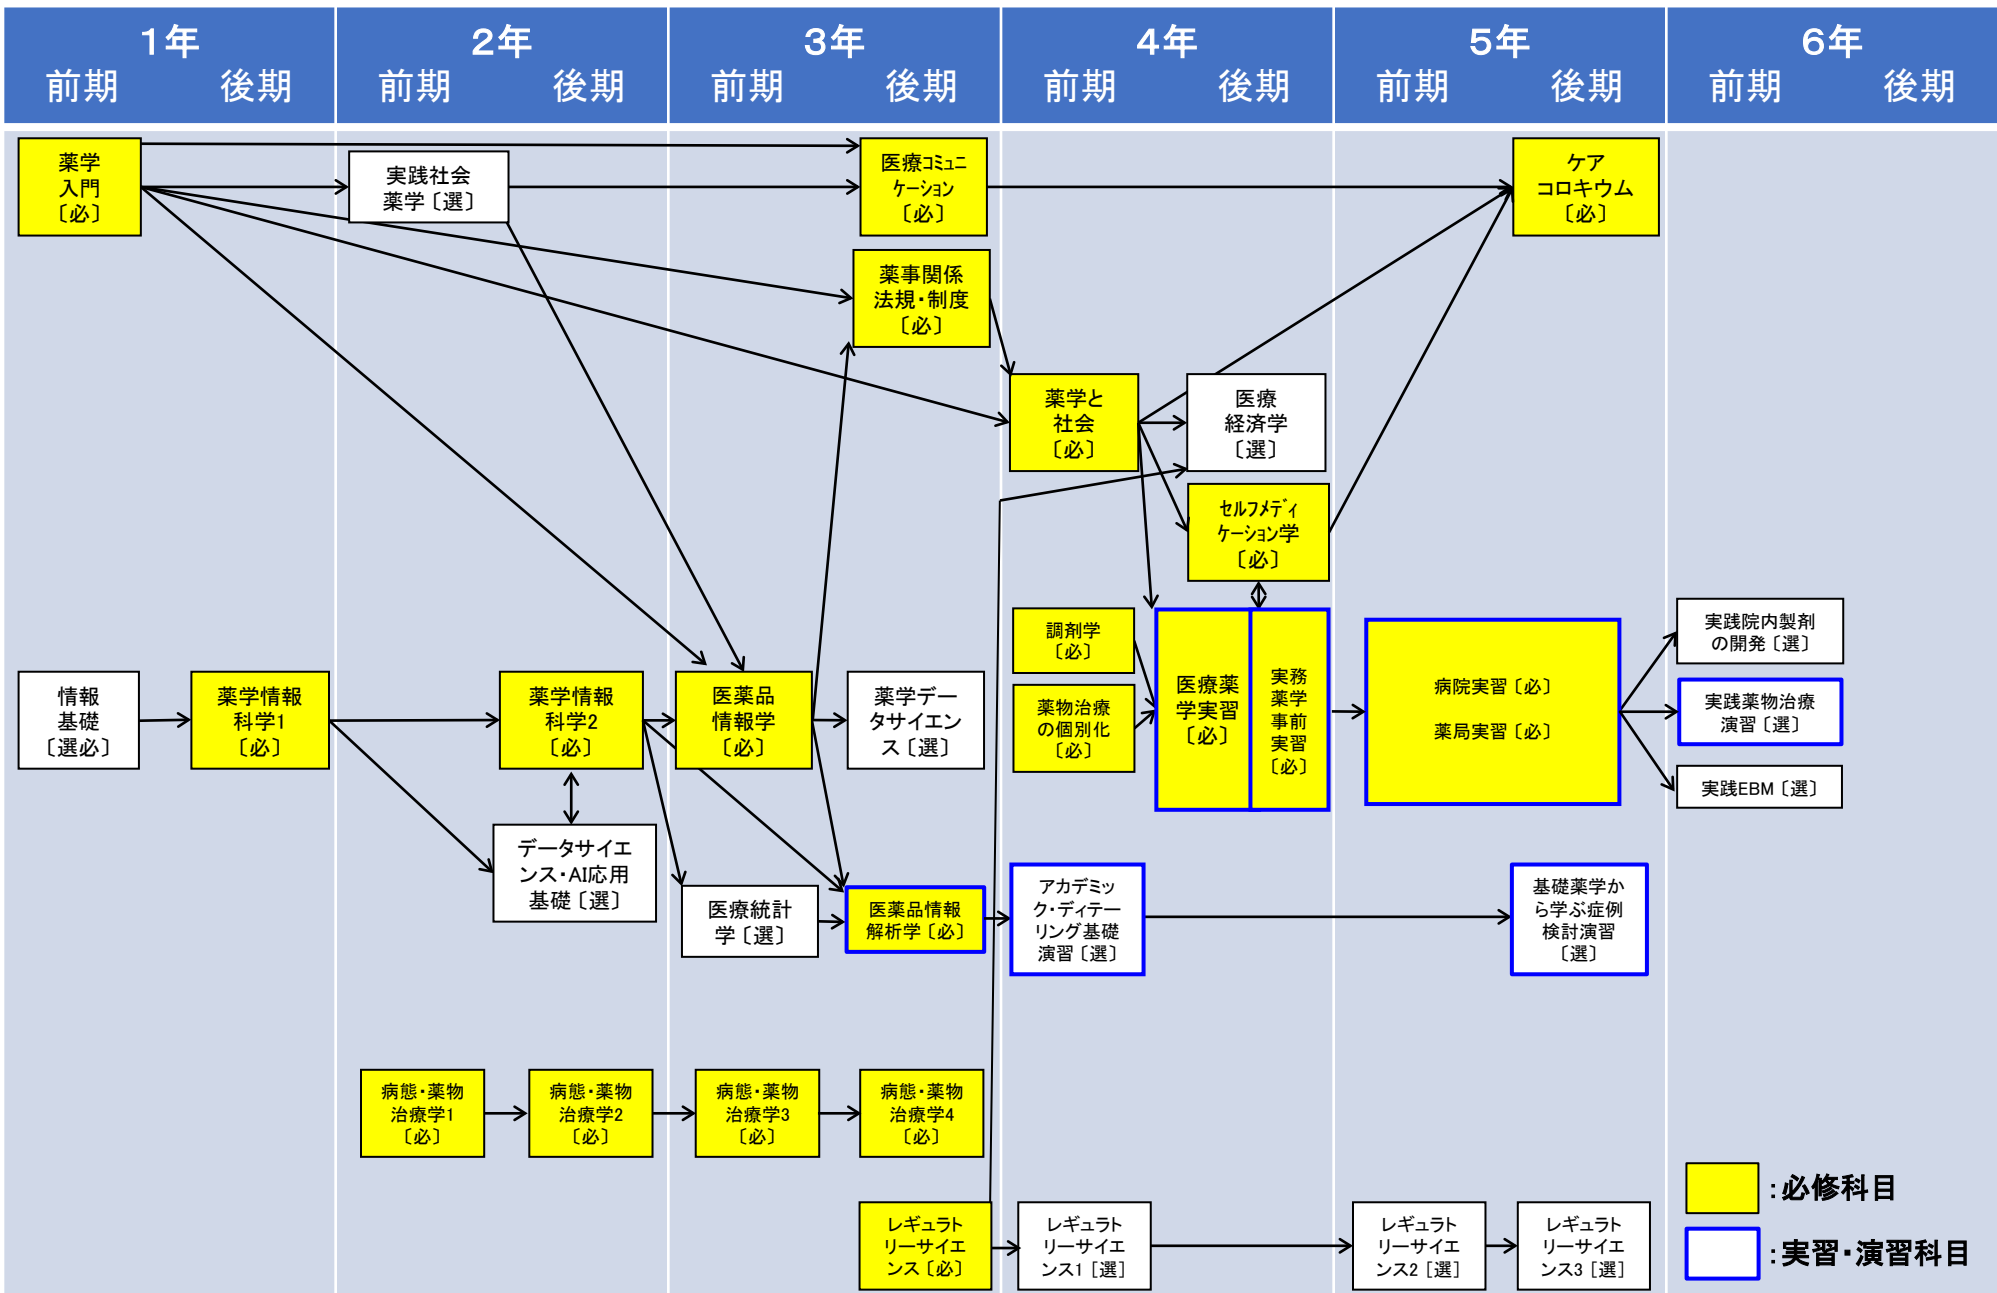 1年
前期 後期
2年
前期 後期
3年
前期 後期
4年
前期 後期
5年
前期 後期
6年
前期 後期
薬学
入門
〔必〕
実践社会
薬学〔選〕
医療ｺﾐｭﾆ
ｹｰｼｮﾝ
〔必〕
ケア
コロキウム
〔必〕
薬事関係
法規・制度
〔必〕
薬学と
社会
〔必〕
医療
経済学
〔選〕
ｾﾙﾌﾒﾃﾞｨ
ｹｰｼｮﾝ学
〔必〕
調剤学
〔必〕
薬物治療
の個別化
〔必〕
医療薬
学実習
〔必〕
実務
薬学
事前
実習
〔必〕
病院実習〔必〕
薬局実習〔必〕
実践院内製剤
の開発〔選〕
実践薬物治療
演習〔選〕
実践EBM〔選〕
情報
基礎
〔選必〕
薬学情報
科学1
〔必〕
薬学情報
科学2
〔必〕
医薬品
情報学
〔必〕
薬学デー
タサイエン
ス〔選〕
データサイエ
ンス・AI応用
基礎〔選〕
医療統計
学〔選〕
医薬品情報
解析学〔必〕
アカデミッ
ク・ディテー
リング基礎
演習〔選〕
基礎薬学か
ら学ぶ症例
検討演習
〔選〕
病態・薬物
治療学1
〔必〕
病態・薬物
治療学2
〔必〕
病態・薬物
治療学3
〔必〕
病態・薬物
治療学4
〔必〕
レギュラト
リーサイエ
ンス〔必〕
レギュラト
リーサイエ
ンス1［選］
レギュラト
リーサイエ
ンス2［選］
レギュラト
リーサイエ
ンス3［選］
：必修科目
：実習・演習科目